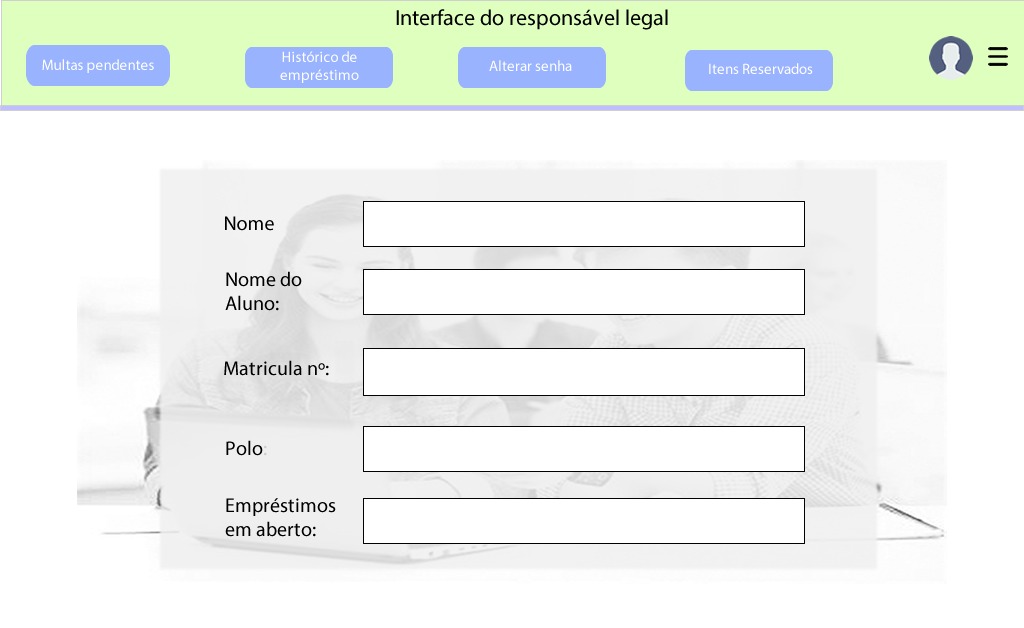 Interface do responsável legal
Multas pendentes
Histórico de
empréstimo
Alterar senha
Itens Reservados
Nome
Nome do
Aluno:
Matricula nº:
Polo:
Empréstimos
em aberto: